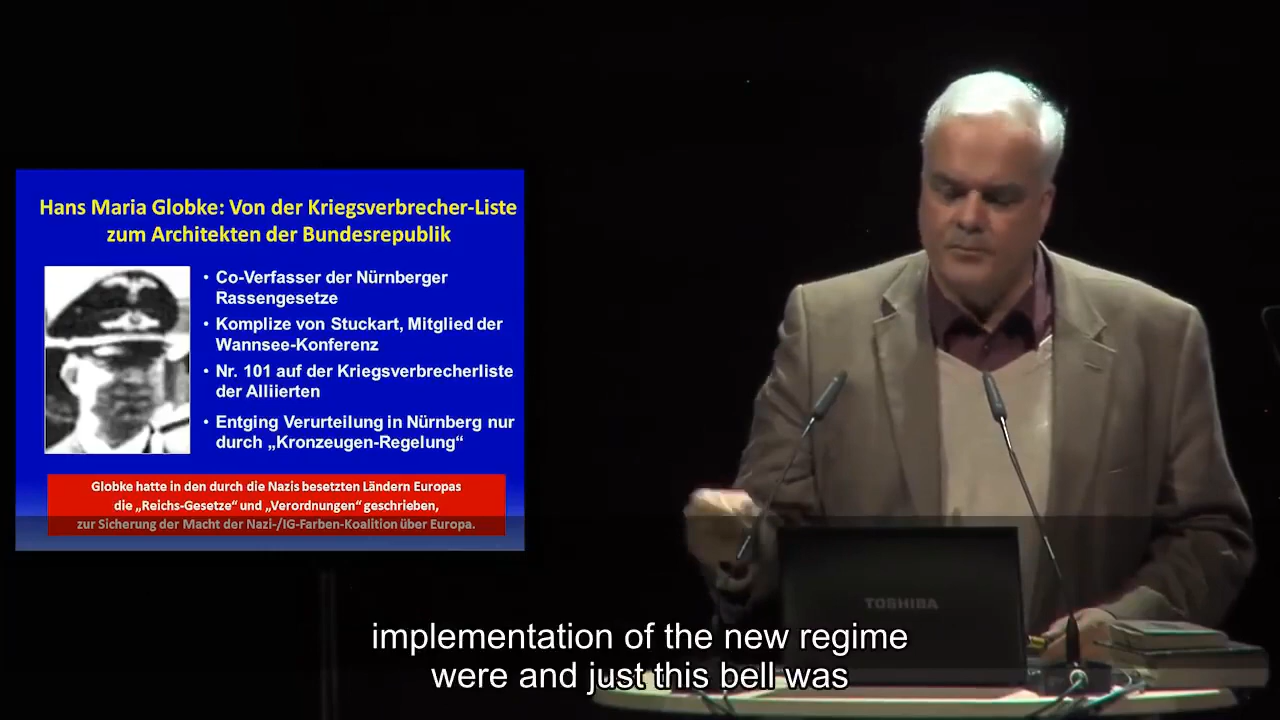 Hans Maria Globke: Von der Kriegsverbrecher-Liste
zum Architekten der Bundesrepublik
• Co-Verfasser der Nürnberger
Rassengesetze
• Komplize von Stuckart, Mitglied der
Wannsee-Konferenz
• Nr. 101 auf der Kriegsverbrecherliste
der Alliierten
• Entging Verurteilung in Nürnberg nur
durch „Kronzeugen-Regelung“
Globke hatte in den durch die Nazis besetzten Ländern Europas
die „Reichs-Gesetze“ und „Verordnungen“ geschrieben,
zur Sicherung der Macht der Nazi-/IG-Farben-Koalition über Europa.
TOSHIBA
implementation of the new regime
were and just this bell was